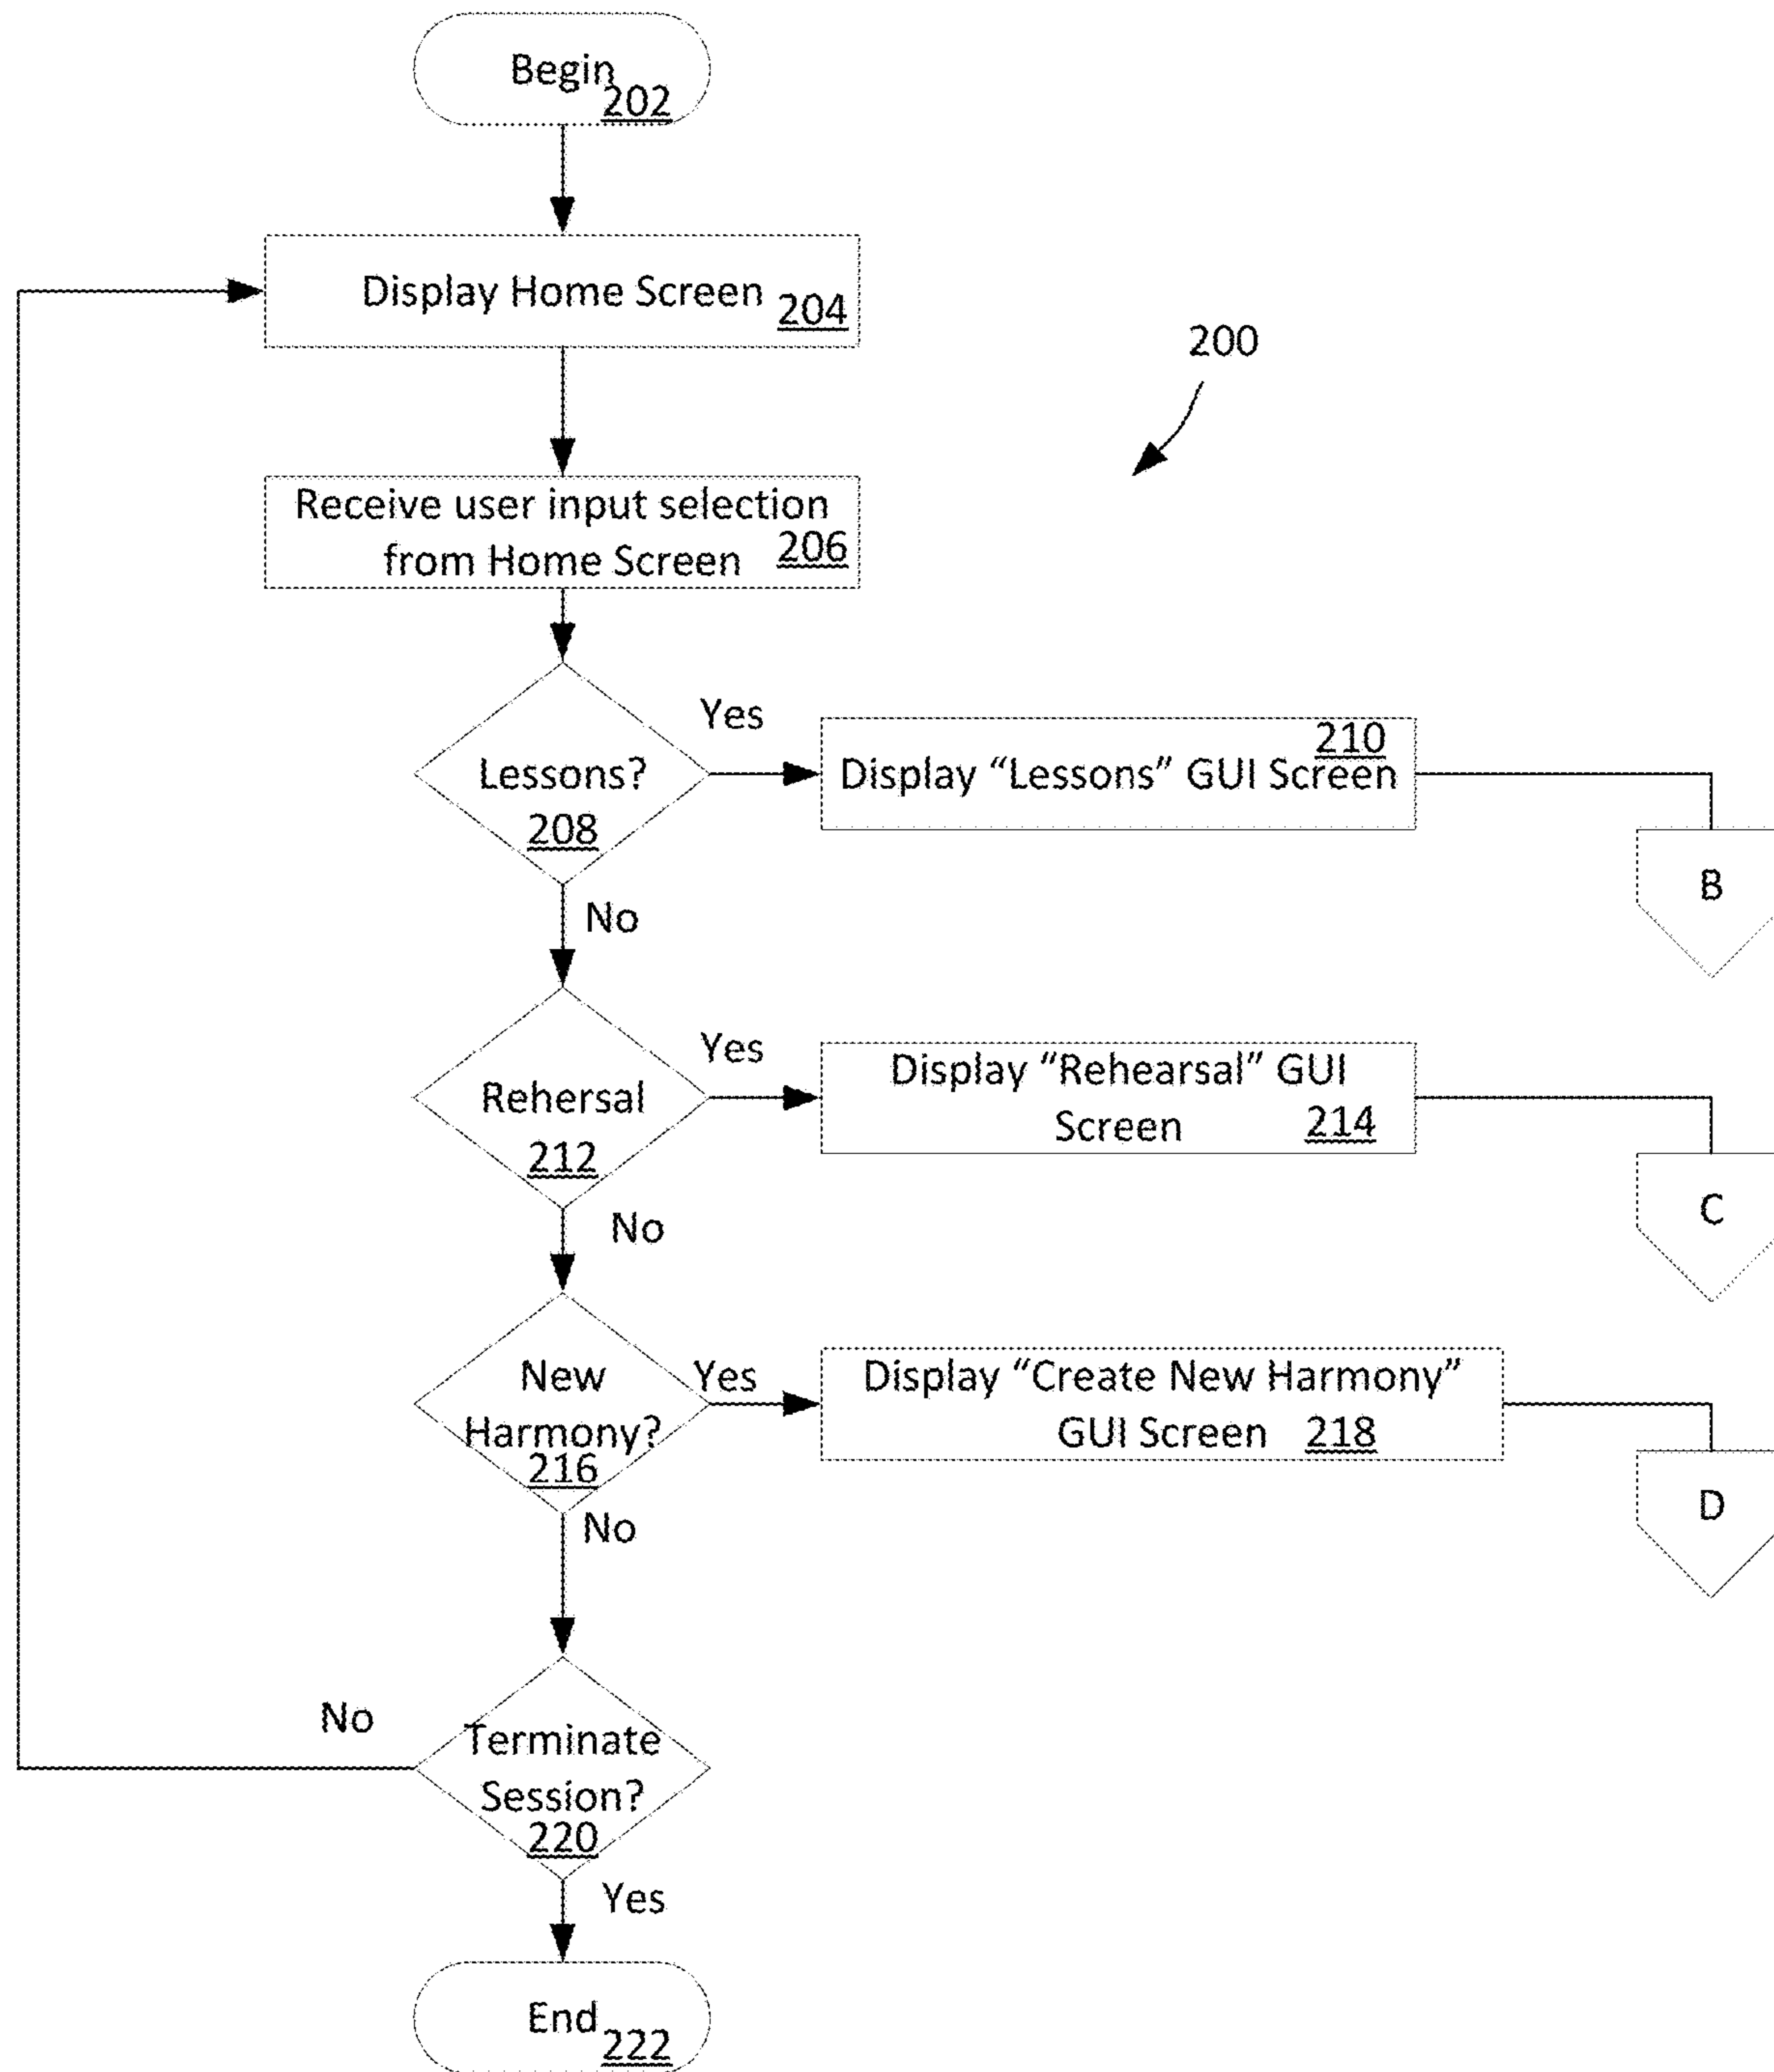 Begin
202
Display Home Screen
204
200
Receive user input selection
from Home Screen
206
Lessons?
208
Yes
210
Display “Lessons” GUI Screen
B
No
Rehersal
212
Yes
Display “Rehearsal” GUI
Screen
214
C
No
New
Harmony?
216
Yes
Display “Create New Harmony”
GUI Screen
218
D
No
Terminate
Session?
220
No
Yes
End
222